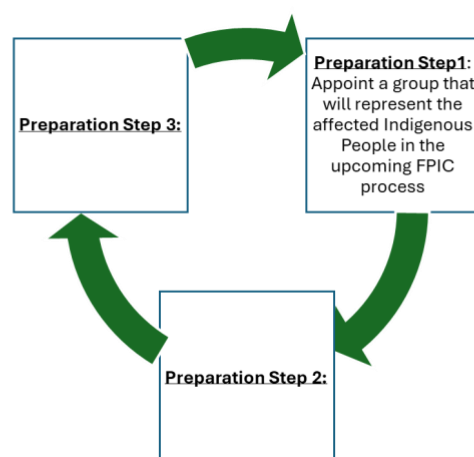 Preparation Step1:
Appoint a group that
will represent the
affected Indigenous
People in the
upcoming FPIC
process
Preparation Step 2:
Preparation Step 3: